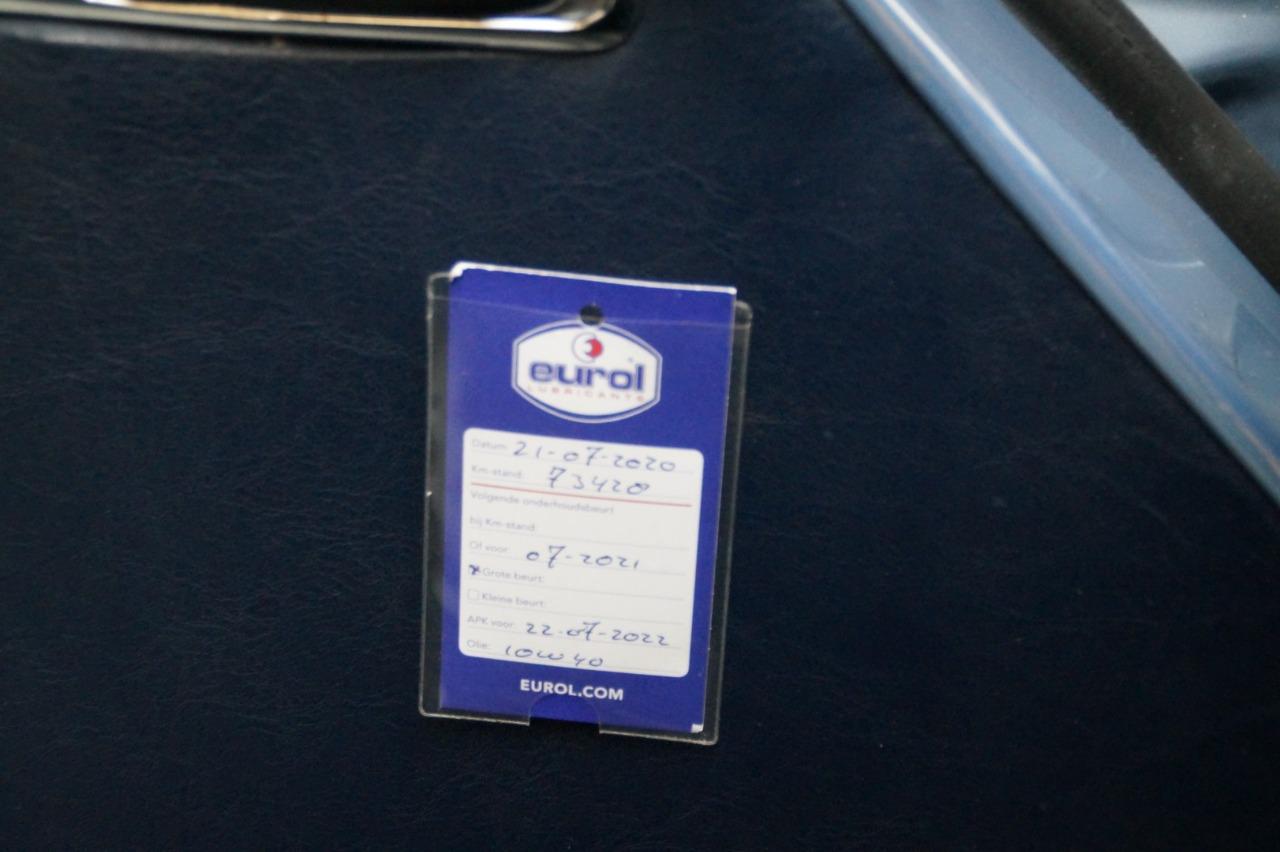 eurol
LUBRICANTS
Datum: 21-07-2020
Km-stand: 73420
Volgende onderhoudsbeurt
bij Km-stand:
Of voor: 07-2021
Grote beurt:
Kleine beurt:
APK voor: 22-07-2022
Olie: 10w40
EUROL.COM